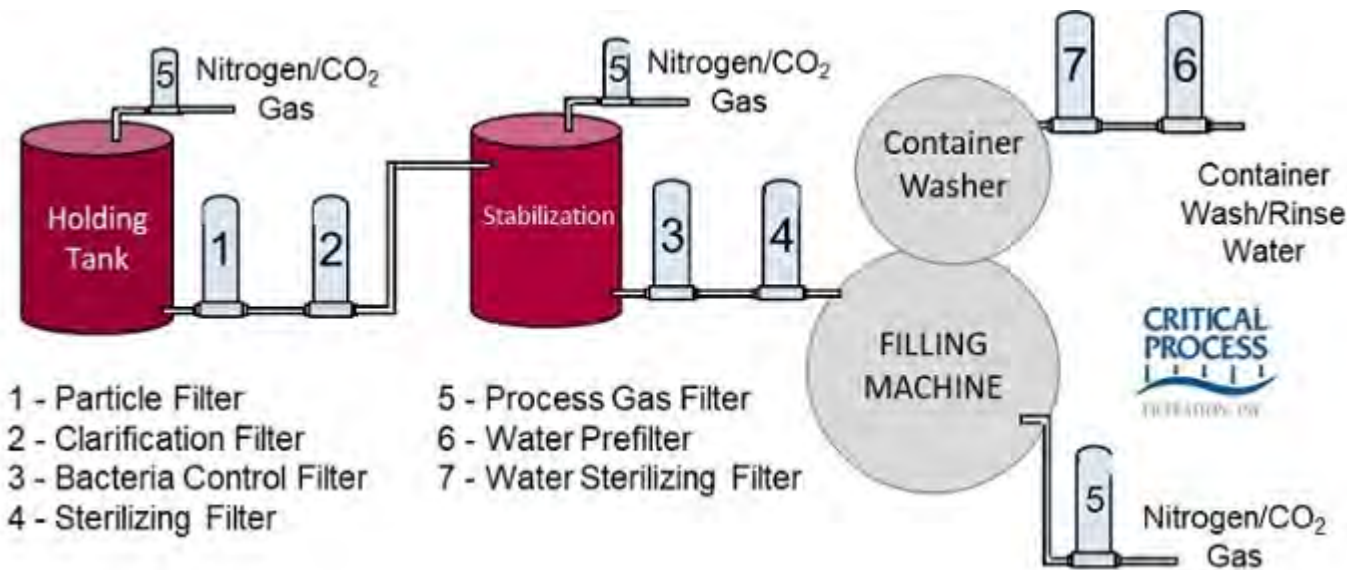 5
Nitrogen/CO₂
Gas
Holding
Tank
1
2
5
Nitrogen/CO₂
Gas
Stabilization
3
4
7
6
Container
Washer
Container
Wash/Rinse
Water
FILLING
MACHINE
CRITICAL
PROCESS
FILTRATION, INC
5
Nitrogen/CO₂
Gas
1 - Particle Filter
2 - Clarification Filter
3 - Bacteria Control Filter
4 - Sterilizing Filter
5 - Process Gas Filter
6 - Water Prefilter
7 - Water Sterilizing Filter